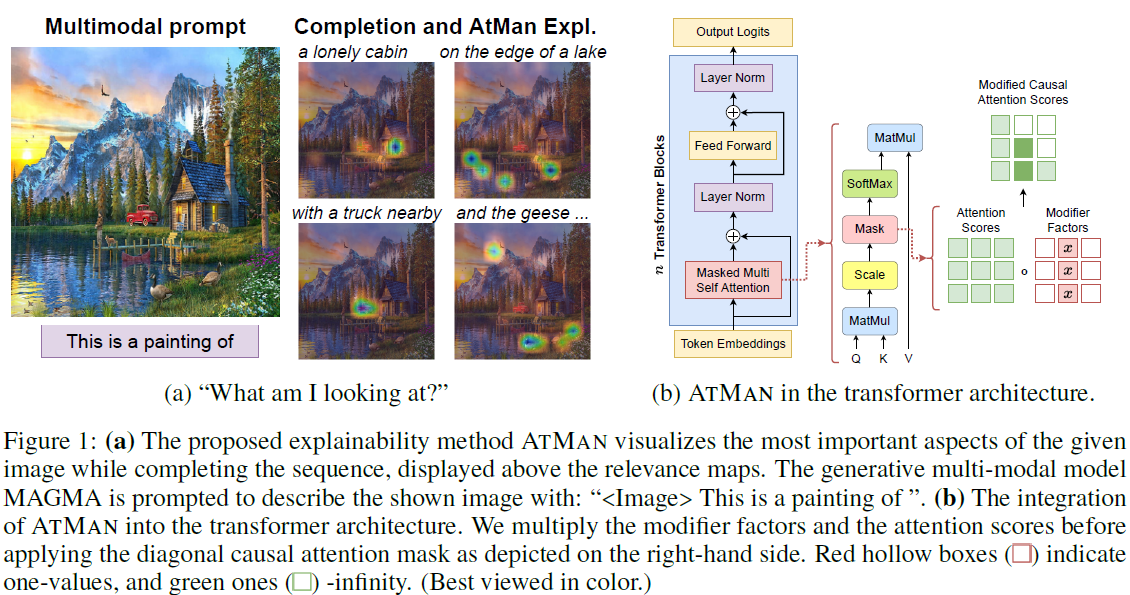 Multimodal prompt
This is a painting of
Completion and AtMan Expl.
a lonely cabin
on the edge of a lake
with a truck nearby
and the geese ...
(a) “What am I looking at?”
Output Logits
n Transformer Blocks
Layer Norm
Feed Forward
Layer Norm
Masked Multi
Self Attention
Token Embeddings
MatMul
SoftMax
Mask
Scale
MatMul
Q K V
Modified Causal
Attention Scores
Attention
Scores
o
Modifier
Factors
x
x
x
(b) ATMAN in the transformer architecture.
Figure 1: (a) The proposed explainability method ATMAN visualizes the most important aspects of the given
image while completing the sequence, displayed above the relevance maps. The generative multi-modal model
MAGMA is prompted to describe the shown image with: “<Image> This is a painting of ”. (b) The integration
of ATMAN into the transformer architecture. We multiply the modifier factors and the attention scores before
applying the diagonal causal attention mask as depicted on the right-hand side. Red hollow boxes (□) indicate
one-values, and green ones (□) -infinity. (Best viewed in color.)